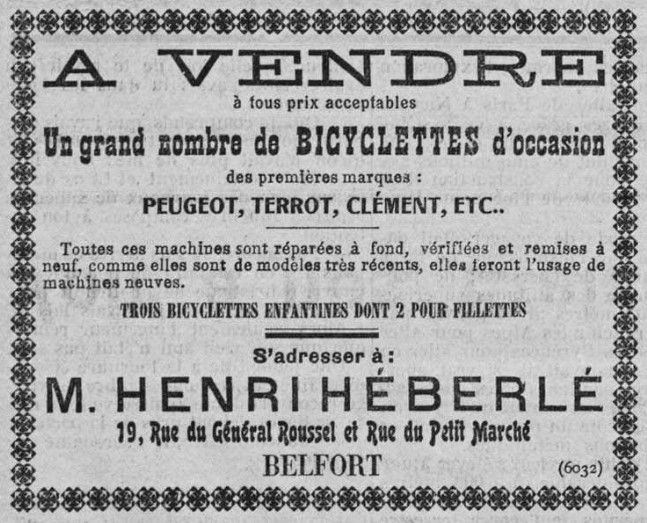 A VENDRE
à tous prix acceptables
Un grand nombre de BICYCLETTES d'occasion
des premières marques :
PEUGEOT, TERROT, CLÉMENT, ETC..
Toutes ces machines sont réparées à fond, vérifiées et remises à
neuf, comme elles sont de modèles très récents, elles feront l'usage de
machines neuves.
TROIS BICYCLETTES ENFANTINES DONT 2 POUR FILLETTES
S'adresser à :
M. HENRI HÉBERLÉ
19, Rue du Général Roussel et Rue du Petit Marché
BELFORT
(6032)